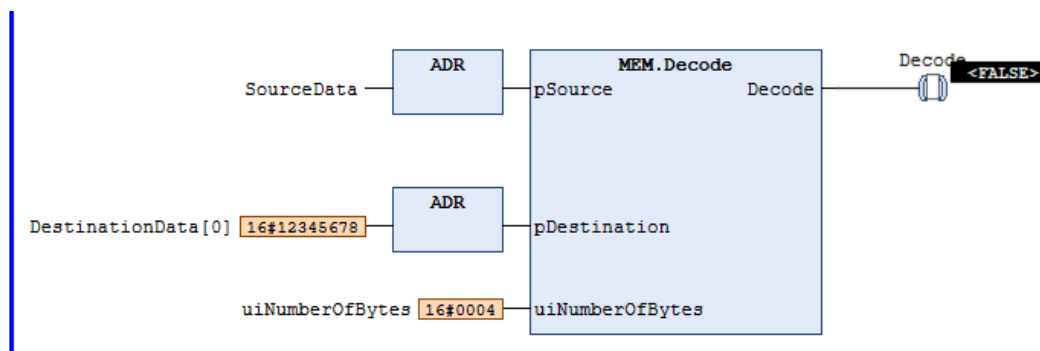 ADR
MEM.Decode
Decode
<FALSE>
SourceData
pSource
Decode
ADR
DestinationData[0] 16#12345678
pDestination
uiNumberOfBytes 16#0004
uiNumberOfBytes